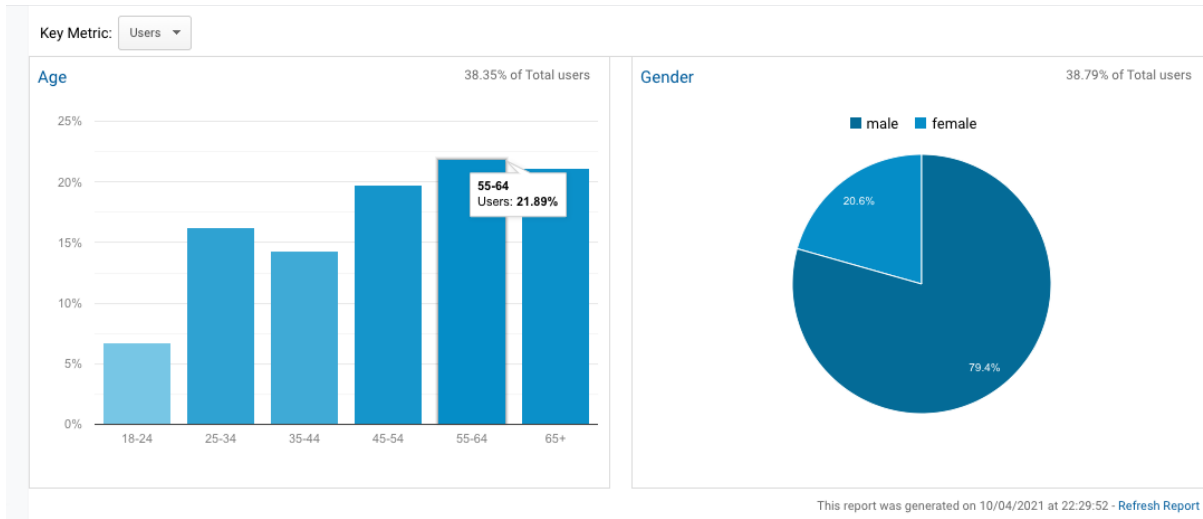 Key Metric: Users
Age 38.35% of Total users
25%
20%
15%
10%
5%
0%
55-64
Users: 21.89%
18-24 25-34 35-44 45-54 55-64 65+
Gender 38.79% of Total users
male female
20.6%
79.4%
This report was generated on 10/04/2021 at 22:29:52 - Refresh Report